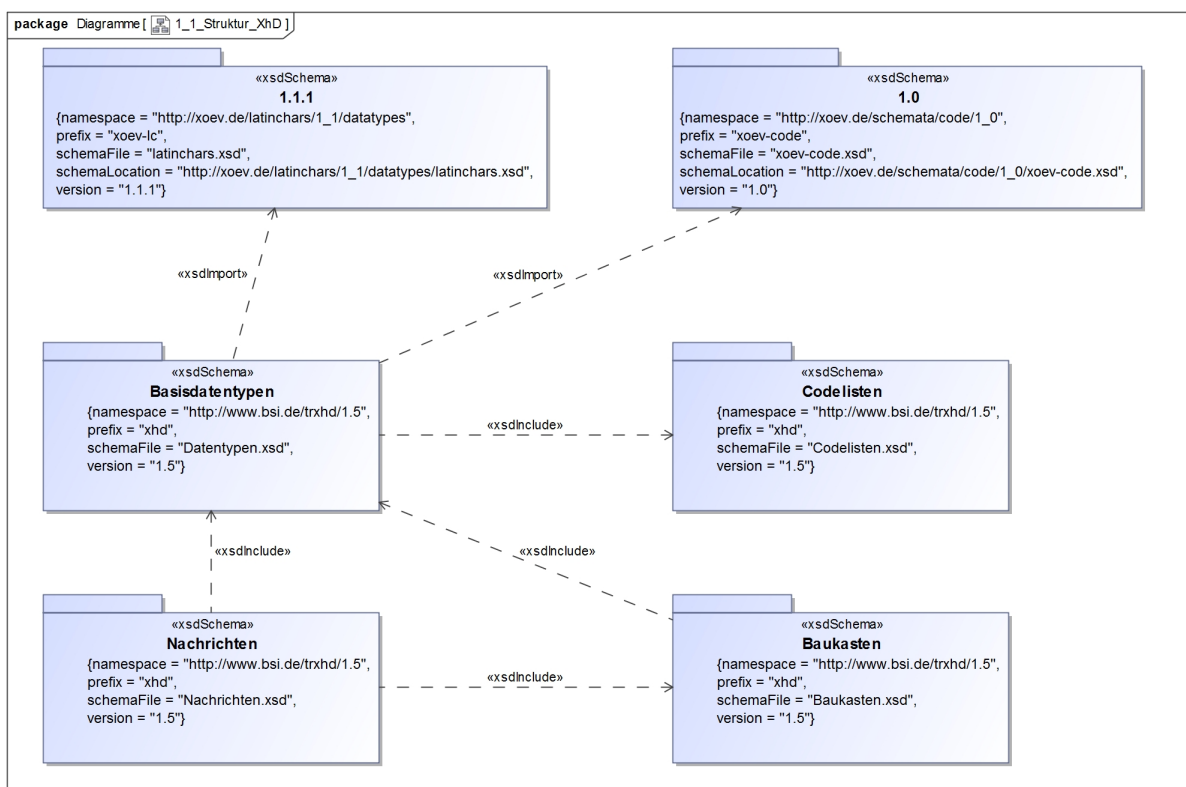 package Diagramme [ 1_1_Struktur_XhD ]
«xsdSchema»
1.1.1
{namespace = "http://xoev.de/latinchars/1_1/datatypes",
prefix = "xoev-lc",
schemaFile = "latinchars.xsd",
schemaLocation = "http://xoev.de/latinchars/1_1/datatypes/latinchars.xsd",
version = "1.1.1"}
«xsdSchema»
1.0
{namespace = "http://xoev.de/schemata/code/1_0",
prefix = "xoev-code",
schemaFile = "xoev-code.xsd",
schemaLocation = "http://xoev.de/schemata/code/1_0/xoev-code.xsd",
version = "1.0"}
«xsdImport»
«xsdImport»
«xsdSchema»
Basisdatentypen
{namespace = "http://www.bsi.de/trxhd/1.5",
prefix = "xhd",
schemaFile = "Datentypen.xsd",
version = "1.5"}
«xsdInclude»
«xsdSchema»
Codelisten
{namespace = "http://www.bsi.de/trxhd/1.5",
prefix = "xhd",
schemaFile = "Codelisten.xsd",
version = "1.5"}
«xsdInclude»
«xsdInclude»
«xsdSchema»
Nachrichten
{namespace = "http://www.bsi.de/trxhd/1.5",
prefix = "xhd",
schemaFile = "Nachrichten.xsd",
version = "1.5"}
«xsdInclude»
«xsdSchema»
Baukasten
{namespace = "http://www.bsi.de/trxhd/1.5",
prefix = "xhd",
schemaFile = "Baukasten.xsd",
version = "1.5"}